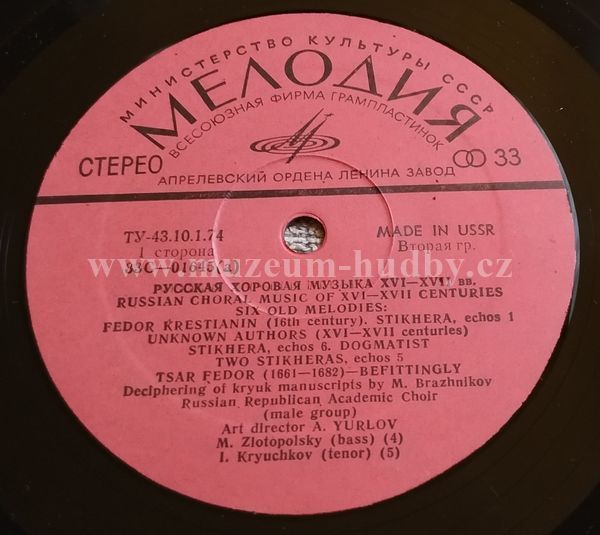 МИНИСТЕРСТВО КУЛЬТУРЫ СССР
МЕЛОДИЯ
ВСЕСОЮЗНАЯ ФИРМА ГРАМПЛАСТИНОК
СТЕРЕО
33
АПРЕЛЕВСКИЙ ОРДЕНА ЛЕНИНА ЗАВОД
ТУ-43.10.1.74
MADE IN USSR
1 сторона
Вторая гр.
33С—01645(а)
www.muzeum-hudby.cz
РУССКАЯ ХОРОВАЯ МУЗЫКА XVI—XVII вв.
RUSSIAN CHORAL MUSIC OF XVI—XVII CENTURIES
SIX OLD MELODIES:
FEDOR KRESTIANIN (16th century). STIKHERA, echos 1
UNKNOWN AUTHORS (XVI—XVII centuries)
STIKHERA, echos 6. DOGMATIST
TWO STIKHERAS, echos 5
TSAR FEDOR (1661—1682)—BEFITTINGLY
Deciphering of kryuk manuscripts by M. Brazhnikov
Russian Republican Academic Choir
(male group)
Art director A. YURLOV
M. Zlotopolsky (bass) (4)
I. Kryuchkov (tenor) (5)